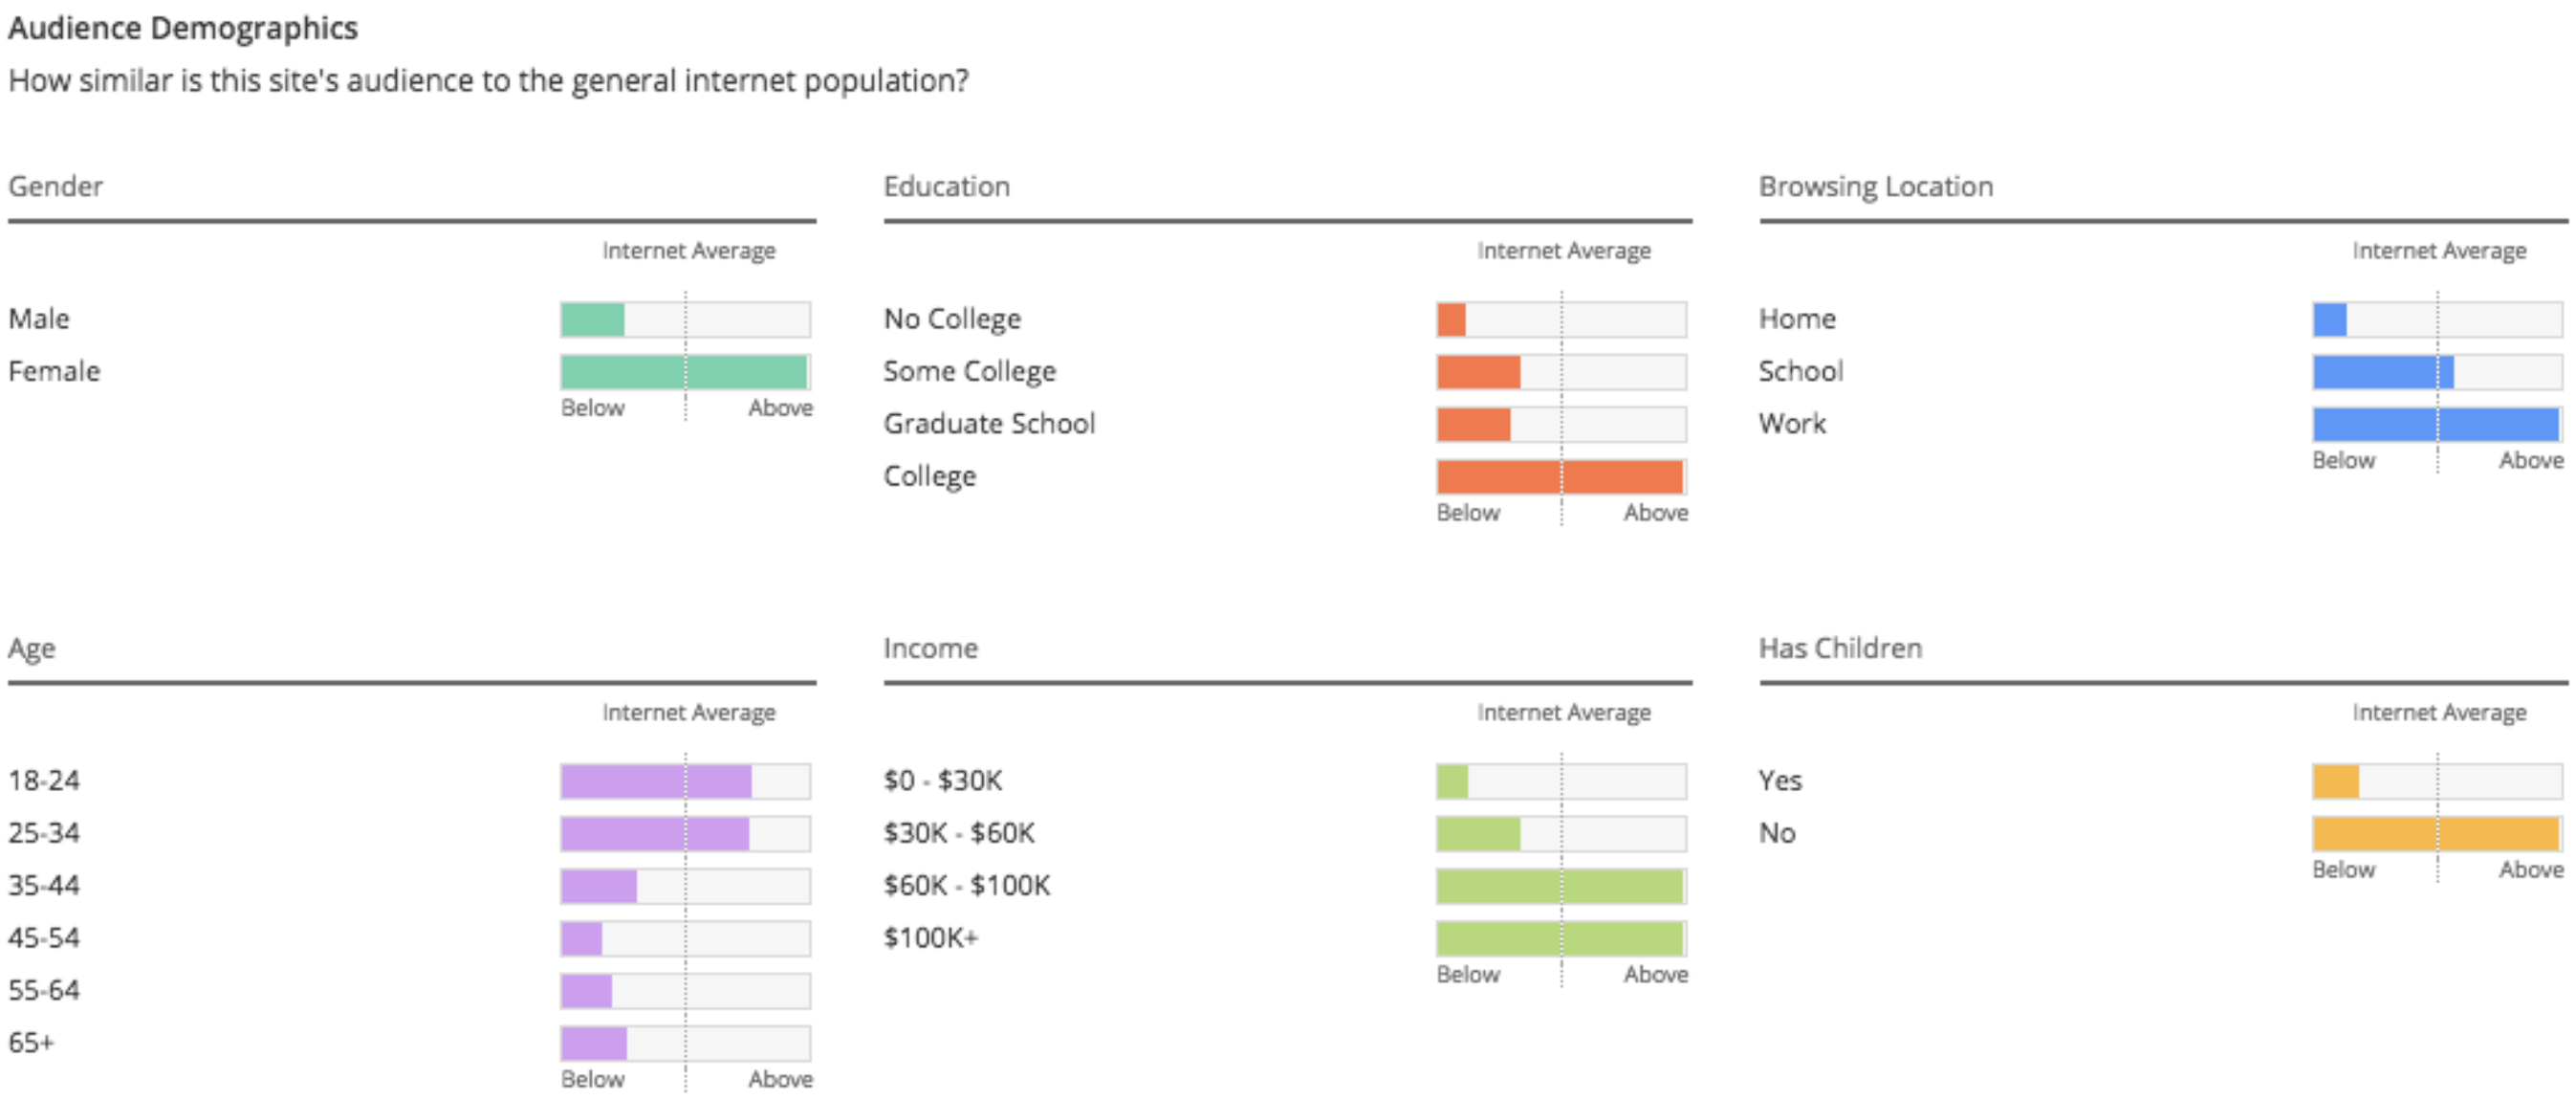 Audience Demographics
How similar is this site's audience to the general internet population?
Gender
Internet Average
Male
Female
Below Above
Education
Internet Average
No College
Some College
Graduate School
College
Below Above
Browsing Location
Internet Average
Home
School
Work
Below Above
Age
Internet Average
18-24
25-34
35-44
45-54
55-64
65+
Below Above
Income
Internet Average
$0 - $30K
$30K - $60K
$60K - $100K
$100K+
Below Above
Has Children
Internet Average
Yes
No
Below Above